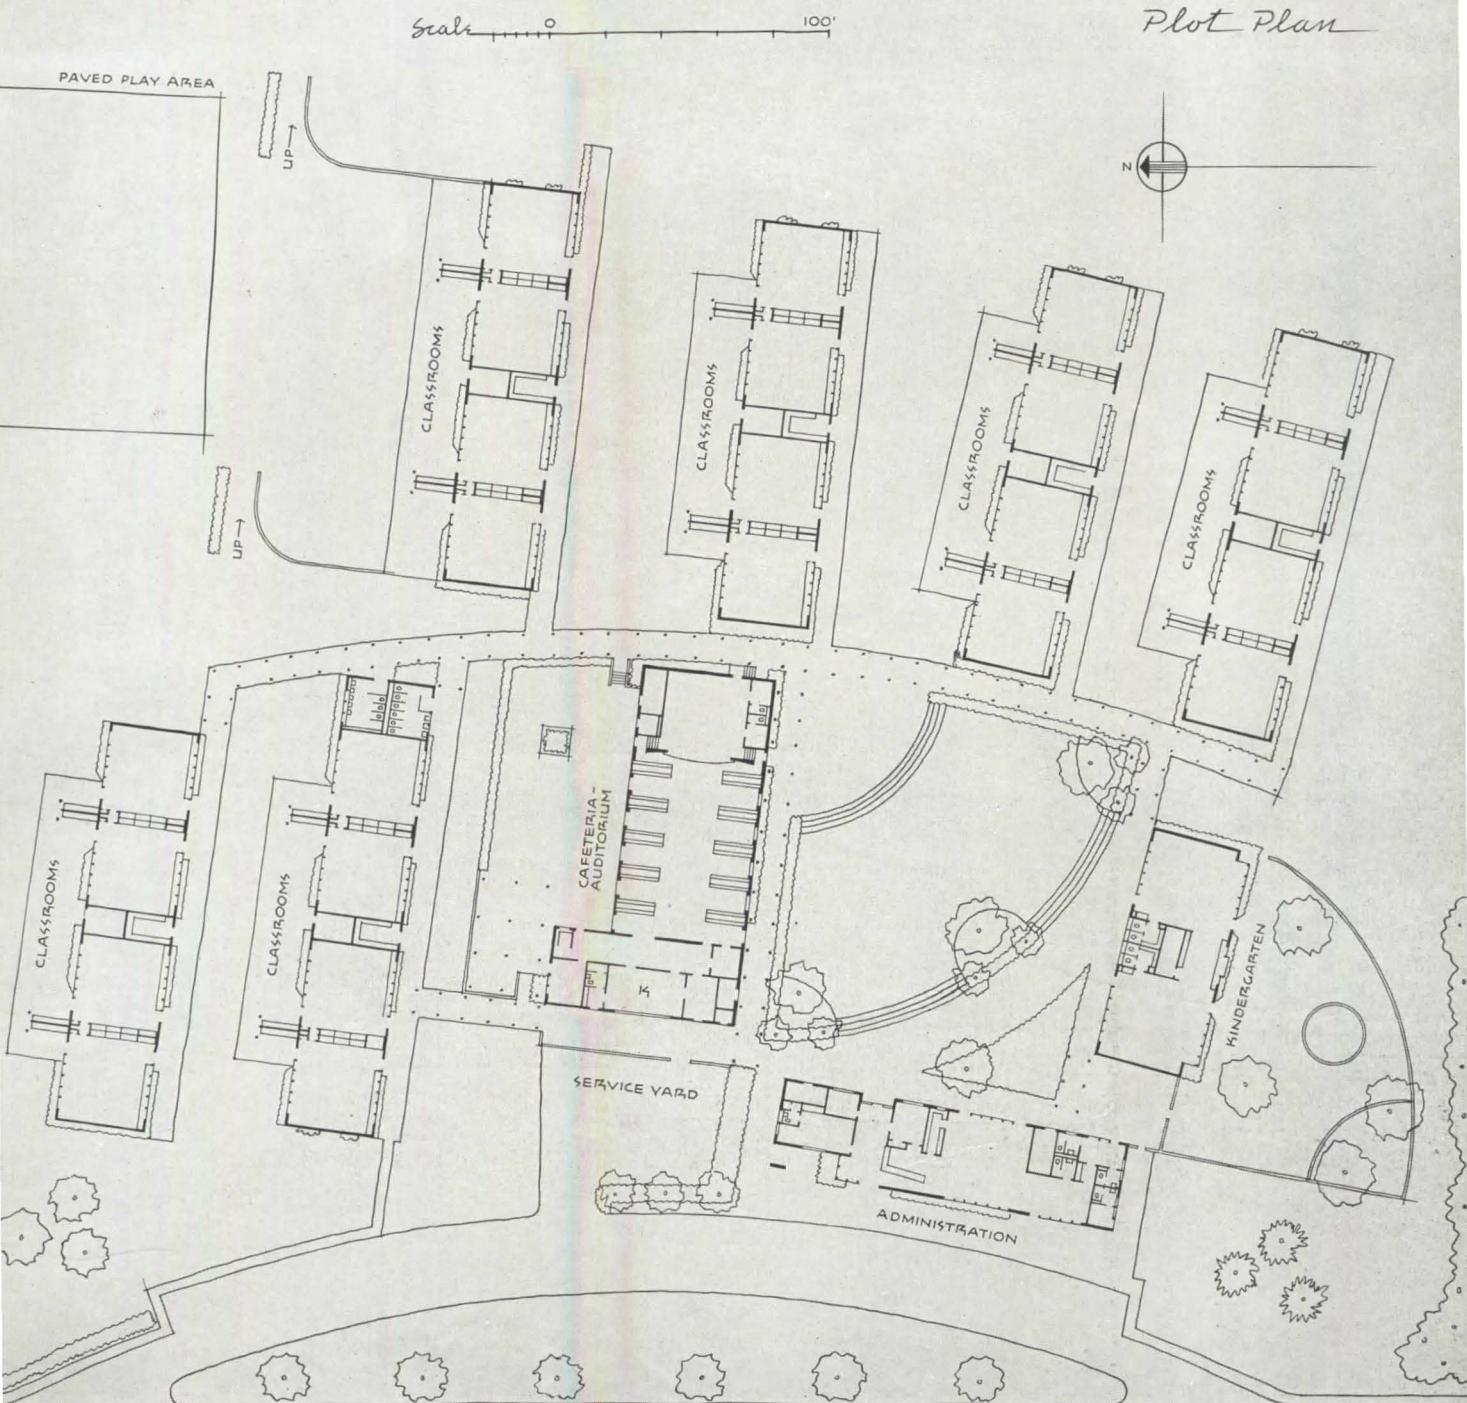 Scale 0 100'
Plot Plan
PAVED PLAY AREA
UP
N
CLASSROOMS
CLASSROOMS
CLASSROOMS
CLASSROOMS
UP
CAFETERIA-
AUDITORIUM
CLASSROOMS
CLASSROOMS
KINDERGARTEN
K
SERVICE YARD
ADMINISTRATION